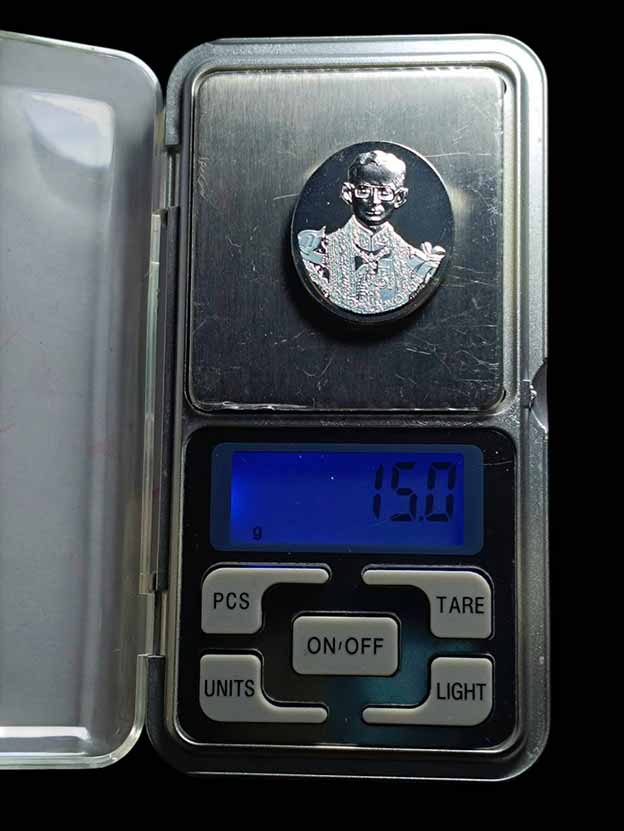 15.0
g
PCS
TARE
ON/OFF
UNITS
LIGHT